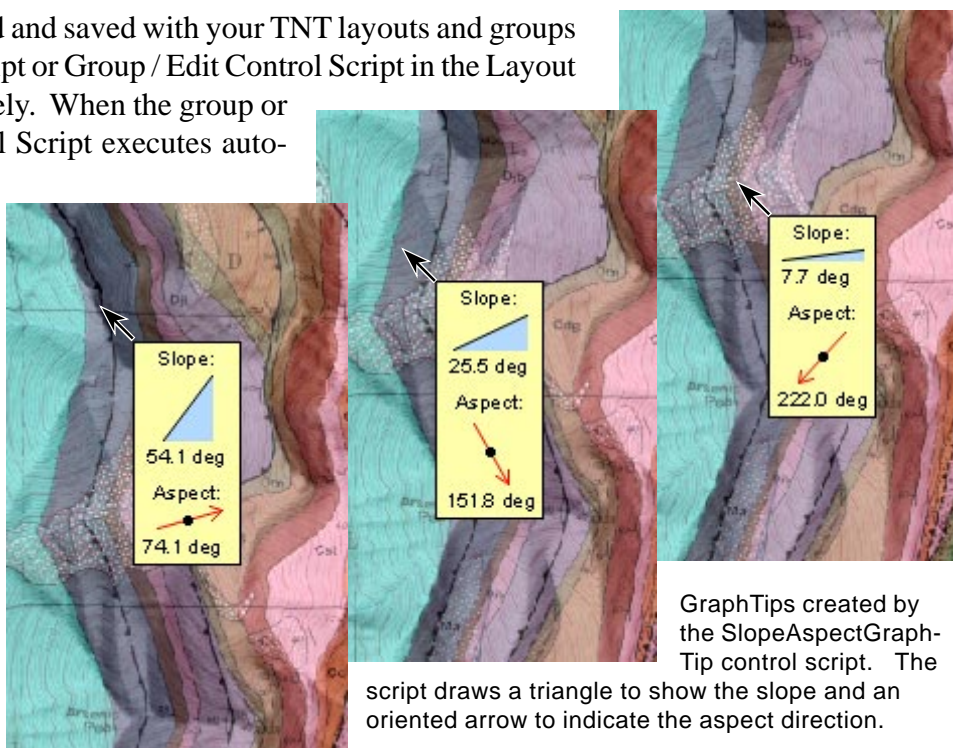 d and saved with your TNT layouts and groups
pt or Group / Edit Control Script in the Layout
ely. When the group or
l Script executes auto-
Slope:
54.1 deg
Aspect:
74.1 deg
Slope:
25.5 deg
Aspect:
151.8 deg
Slope:
7.7 deg
Aspect:
222.0 deg
Djb
Cdg
Cdg
D
GraphTips created by
the SlopeAspectGraph-
Tip control script. The
script draws a triangle to show the slope and an
oriented arrow to indicate the aspect direction.